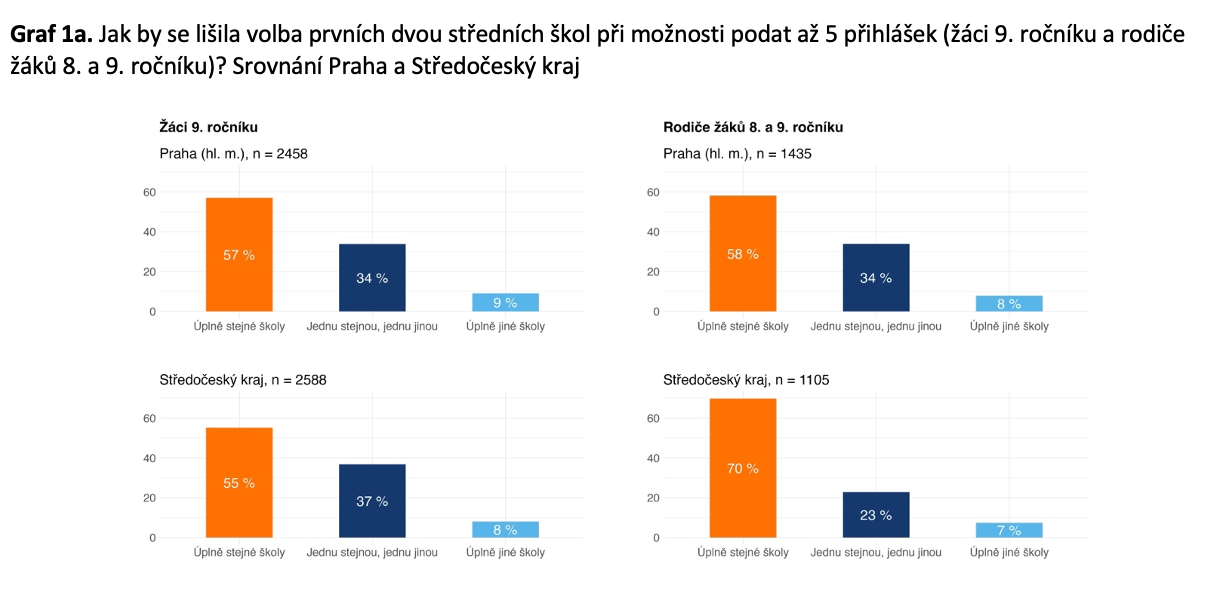 Graf 1a. Jak by se lišila volba prvních dvou středních škol při možnosti podat až 5 přihlášek (žáci 9. ročníku a rodiče
žáků 8. a 9. ročníku)? Srovnání Praha a Středočeský kraj
Žáci 9. ročníku
Praha (hl. m.), n = 2458
60
40
20
0
57 %
34 %
9 %
Úplně stejné školy
Jednu stejnou, jednu jinou
Úplně jiné školy
Rodiče žáků 8. a 9. ročníku
Praha (hl. m.), n = 1435
60
40
20
0
58 %
34 %
8 %
Úplně stejné školy
Jednu stejnou, jednu jinou
Úplně jiné školy
Středočeský kraj, n = 2588
60
40
20
0
55 %
37 %
8 %
Úplně stejné školy
Jednu stejnou, jednu jinou
Úplně jiné školy
Středočeský kraj, n = 1105
60
40
20
0
70 %
23 %
7 %
Úplně stejné školy
Jednu stejnou, jednu jinou
Úplně jiné školy